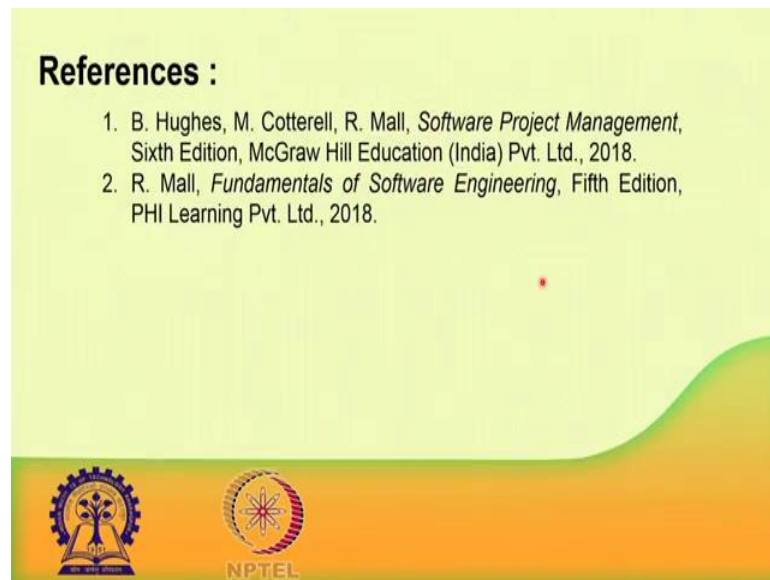 References :
1. B. Hughes, M. Cotterell, R. Mall, Software Project Management,
Sixth Edition, McGraw Hill Education (India) Pvt. Ltd., 2018.
2. R. Mall, Fundamentals of Software Engineering, Fifth Edition,
PHI Learning Pvt. Ltd., 2018.
NPTEL